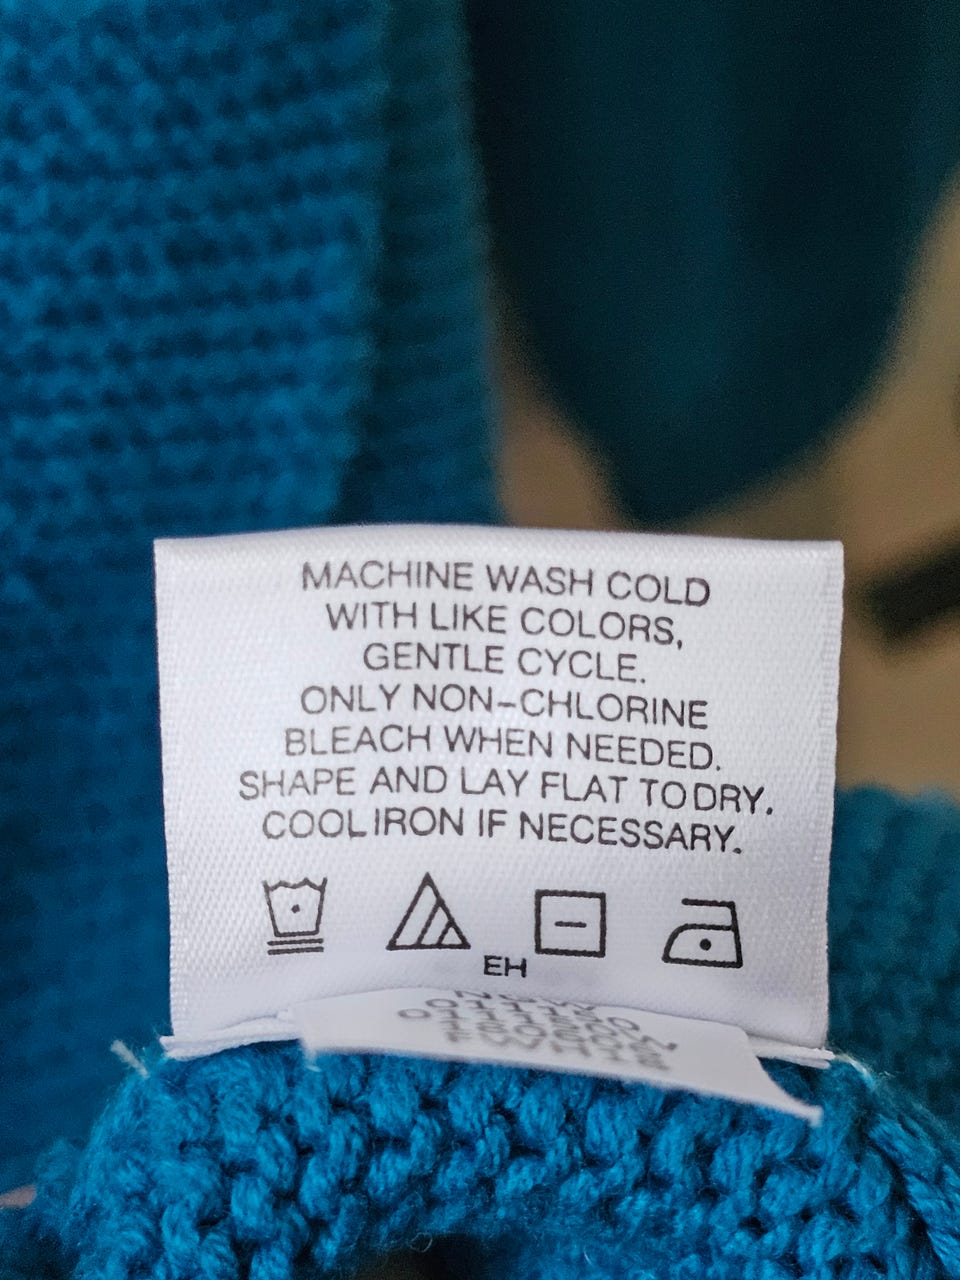 MACHINE WASH COLD
WITH LIKE COLORS,
GENTLE CYCLE.
ONLY NON-CHLORINE
BLEACH WHEN NEEDED.
SHAPE AND LAY FLAT TO DRY.
COOL IRON IF NECESSARY.
EH